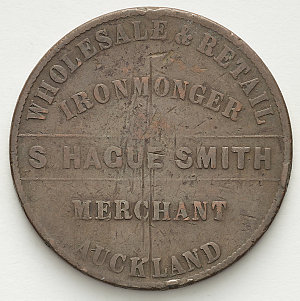 WHOLESALE & RETAIL
IRONMONGER
S. HAGUE SMITH
MERCHANT
AUCKLAND